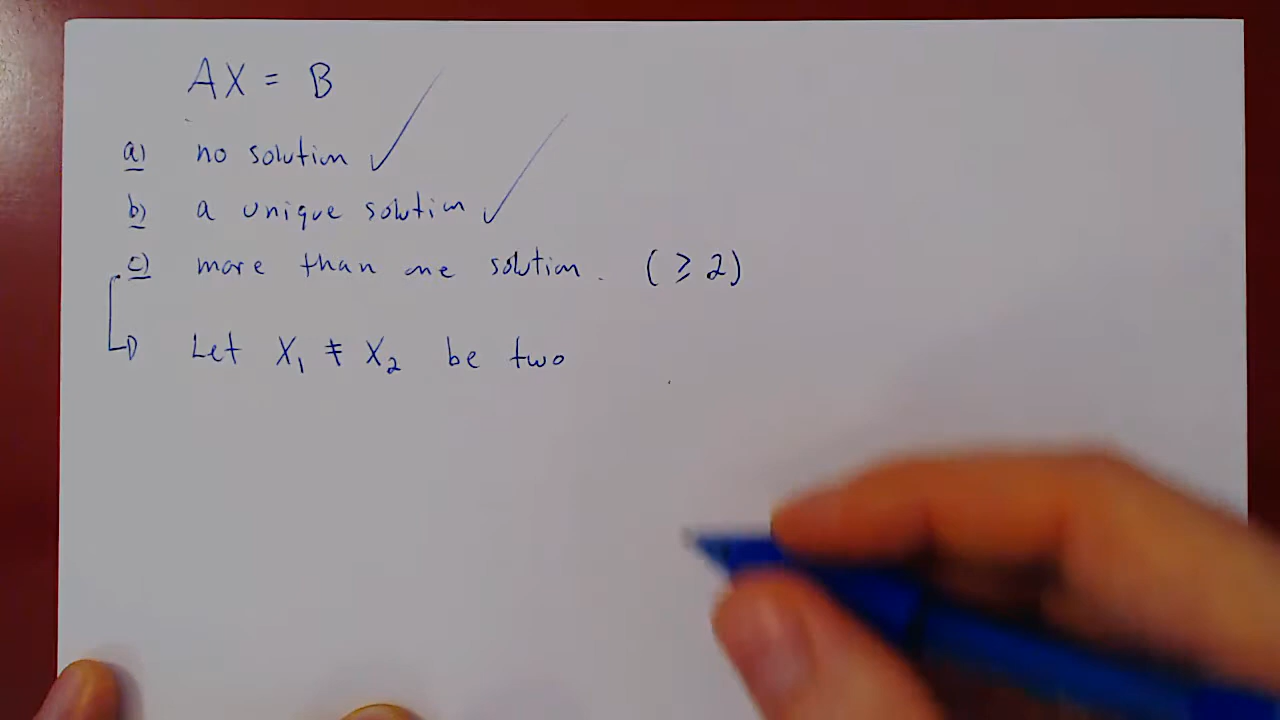 AX = B
a) no solution ✓
b) a unique solution ✓
c) more than one solution. (≥ 2)
Let X₁ ≠ X₂ be two